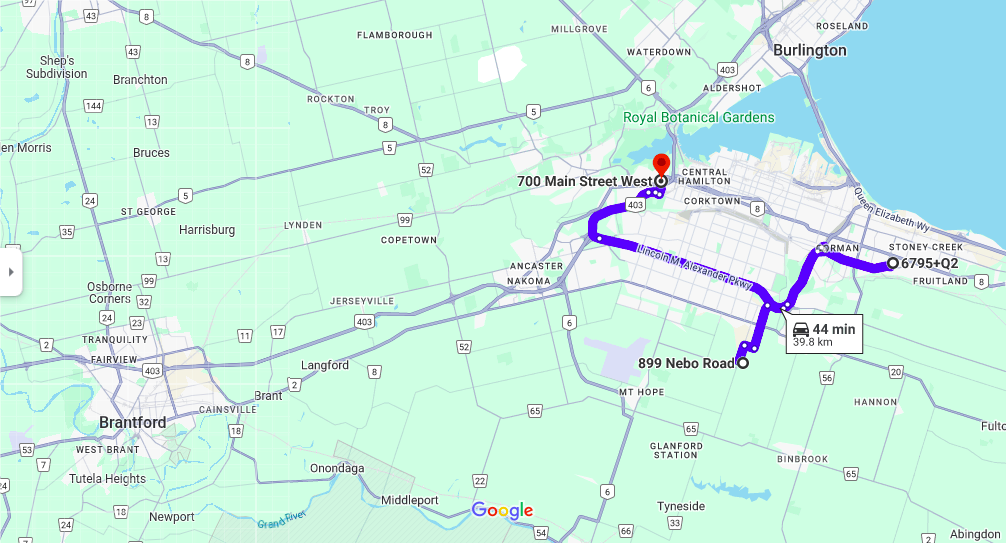 43
8
43
FLAMBOROUGH
MILLGROVE
ROSELAND
Shep's
Subdivision
Branchton
8
WATERDOWN
Burlington
403
ROCKTON
6
ALDERSHOT
144
TROY
5
13
8
Royal Botanical Gardens
en Morris
Bruces
5
52
700 Main Street West
CENTRAL
HAMILTON
24
5
403
CORKTOWN
8
Queen Elizabeth Wy
ST GEORGE
99
35
Harrisburg
LYNDEN
COPETOWN
Lincoln M. Alexander Pkwy
STONEY CREEK
13
ANCASTER
6795+Q2
NAKOMA
FRUITLAND
8
Osborne
Corners
32
JERSEYVILLE
24
23
403
6
44 min
39.8 km
TRANQUILITY
2
11
13
FAIRVIEW
52
899 Nebo Road
403
Langford
8
56
20
MT HOPE
Brant
2
HANNON
CAINSVILLE
65
Brantford
18
65
Fulto
53
WEST BRANT
GLANFORD
STATION
7
BINBROOK
Onondaga
65
Tutela Heights
22
24
6
Middleport
18
Google
Tyneside
Newport
Grand River
33
24
54
66
2
Abingdon